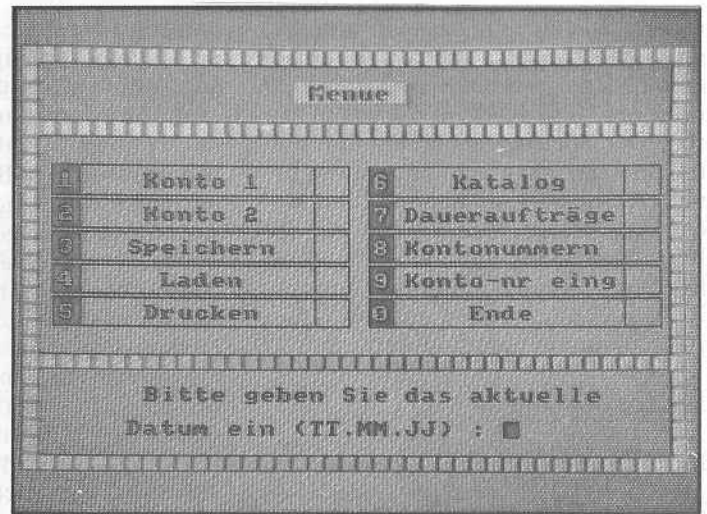 Menue
1 Konto 1
2 Konto 2
3 Speichern
4 Laden
5 Drucken
6 Katalog
7 Daueraufträge
8 Kontonummern
9 Konto-nr eing
0 Ende
Bitte geben Sie das aktuelle
Datum ein (TT.MM.JJ) :